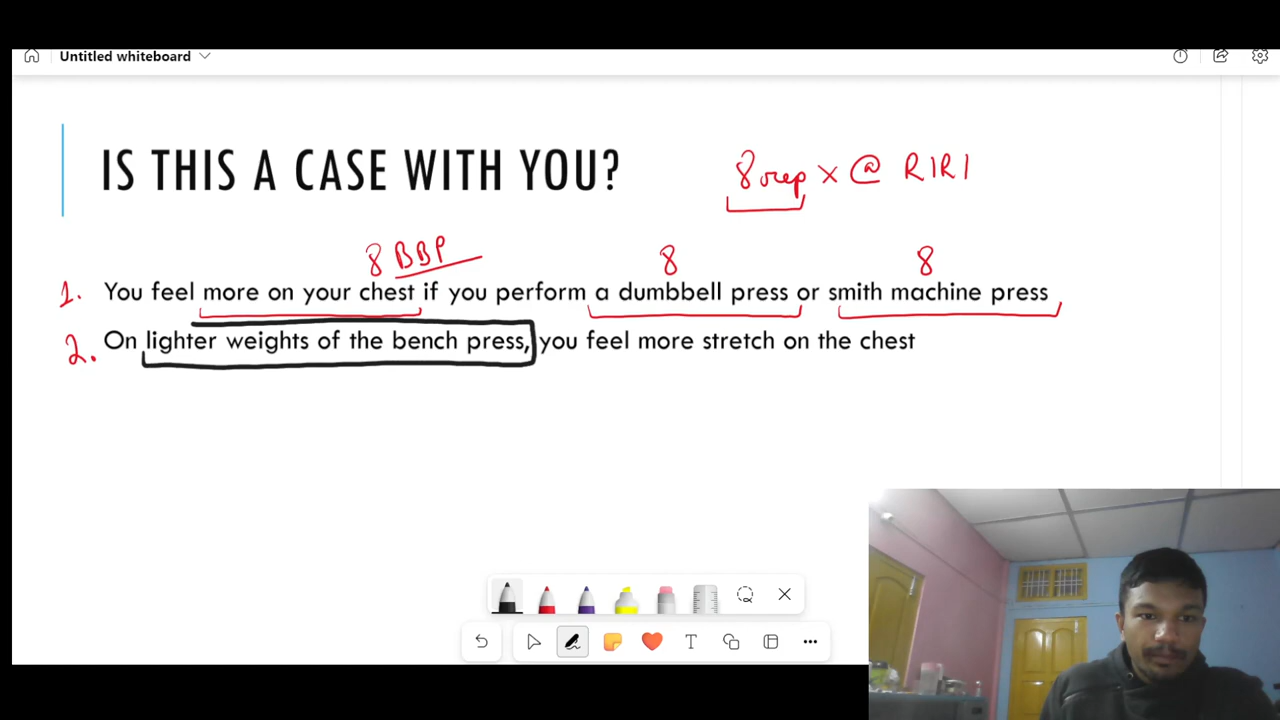 Untitled whiteboard
IS THIS A CASE WITH YOU?
8 rep × @ RIR1
8 BBP 8 8
1. You feel more on your chest if you perform a dumbbell press or smith machine press
2. On lighter weights of the bench press, you feel more stretch on the chest
T